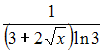 1
(3 + 2√x) ln 3